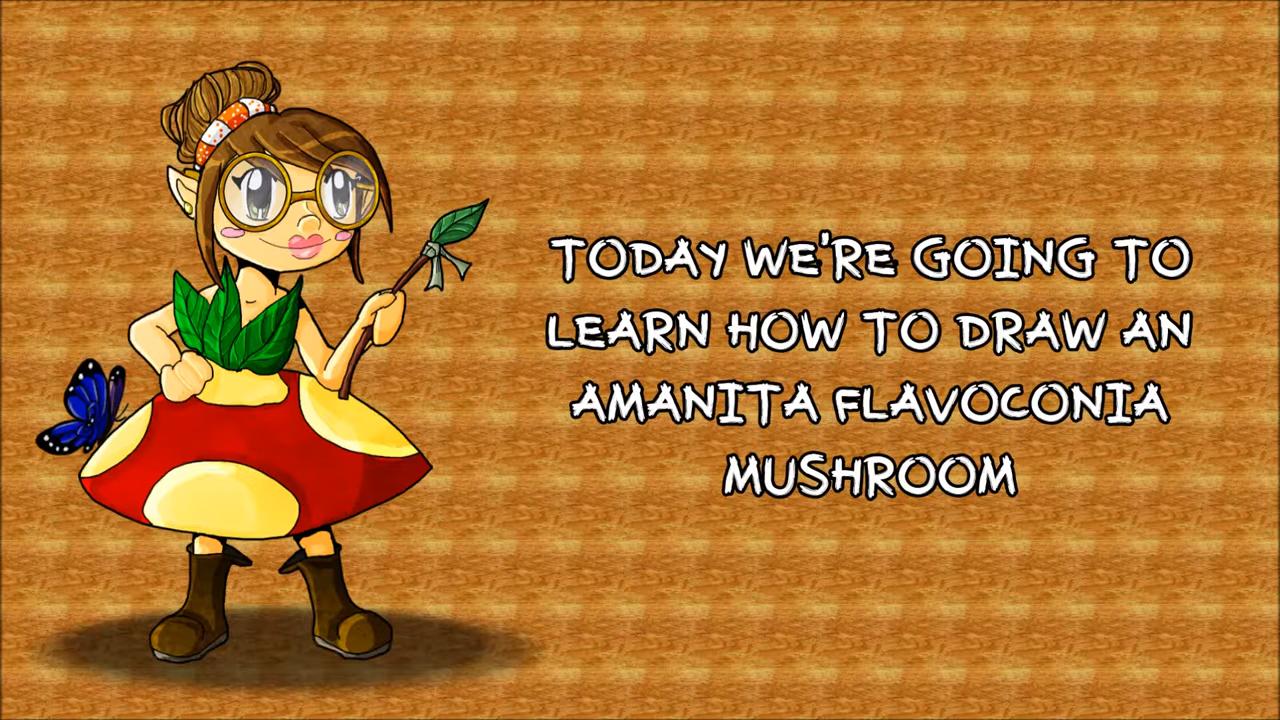 TODAY WE'RE GOING TO
LEARN HOW TO DRAW AN
AMANITA FLAVOCONIA
MUSHROOM